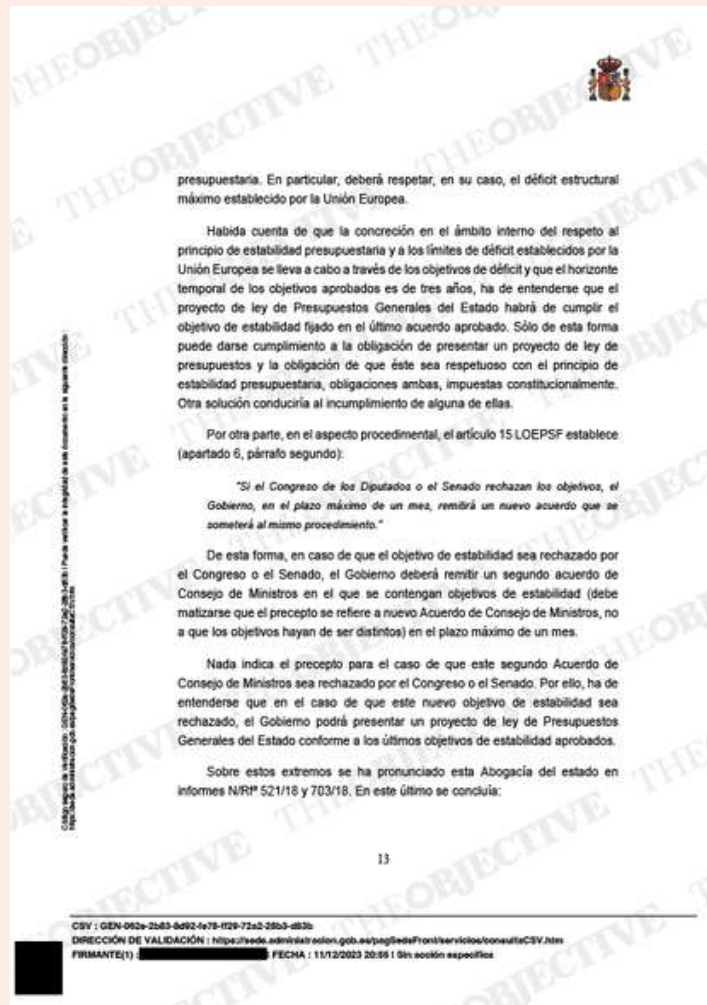 presupuestaria. En particular, deberá respetar, en su caso, el déficit estructural
máximo establecido por la Unión Europea.
Habida cuenta de que la concreción en el ámbito interno del respeto al
principio de estabilidad presupuestaria y a los límites de déficit establecidos por la
Unión Europea se lleva a cabo a través de los objetivos de déficit y que el horizonte
temporal de los objetivos aprobados es de tres años, ha de entenderse que el
proyecto de ley de Presupuestos Generales del Estado habrá de cumplir el
objetivo de estabilidad fijado en el último acuerdo aprobado. Sólo de esta forma
puede darse cumplimiento a la obligación de presentar un proyecto de ley de
presupuestos y la obligación de que éste sea respetuoso con el principio de
estabilidad presupuestaria, obligaciones ambas, impuestas constitucionalmente.
Otra solución conduciría al incumplimiento de alguna de ellas.
Por otra parte, en el aspecto procedimental, el artículo 15 LOEPSF establece
(apartado 6, párrafo segundo):
"Si el Congreso de los Diputados o el Senado rechazan los objetivos, el
Gobierno, en el plazo máximo de un mes, remitirá un nuevo acuerdo que se
someterá al mismo procedimiento."
De esta forma, en caso de que el objetivo de estabilidad sea rechazado por
el Congreso o el Senado, el Gobierno deberá remitir un segundo acuerdo de
Consejo de Ministros en el que se contengan objetivos de estabilidad (debe
matizarse que el precepto se refiere a nuevo Acuerdo de Consejo de Ministros, no
a que los objetivos hayan de ser distintos) en el plazo máximo de un mes.
Nada indica el precepto para el caso de que este segundo Acuerdo de
Consejo de Ministros sea rechazado por el Congreso o el Senado. Por ello, ha de
entenderse que en el caso de que este nuevo objetivo de estabilidad sea
rechazado, el Gobierno podrá presentar un proyecto de ley de Presupuestos
Generales del Estado conforme a los últimos objetivos de estabilidad aprobados.
Sobre estos extremos se ha pronunciado esta Abogacía del estado en
informes N/Rfª 521/18 y 703/18. En este último se concluía:
13
CSV : GEN-062e-2b83-8d92-fe78-ff29-72a2-28b3-d63b
DIRECCIÓN DE VALIDACIÓN : https://sede.administracion.gob.es/pagSedeFront/servicios/consultaCSV.htm
FIRMANTE(1) : | FECHA : 11/12/2023 20:56 | Sin acción específica
THEOBJECTIVE